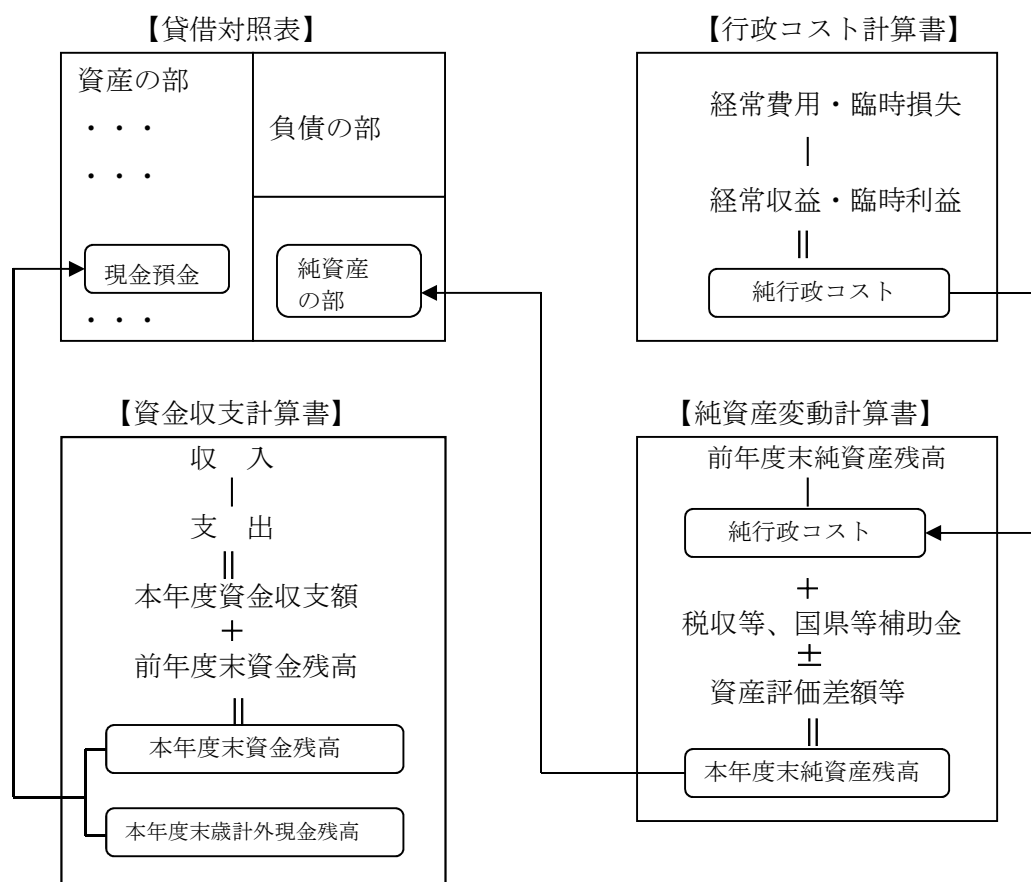 【貸借対照表】
資産の部
・・・
・・・
現金預金
・・・
負債の部
純資産
の部
【行政コスト計算書】
経常費用・臨時損失
|
経常収益・臨時利益
||
純行政コスト
【資金収支計算書】
収　入
|
支　出
||
本年度資金収支額
＋
前年度末資金残高
||
本年度末資金残高
本年度末歳計外現金残高
【純資産変動計算書】
前年度末純資産残高
|
純行政コスト
＋
税収等、国県等補助金
±
資産評価差額等
||
本年度末純資産残高